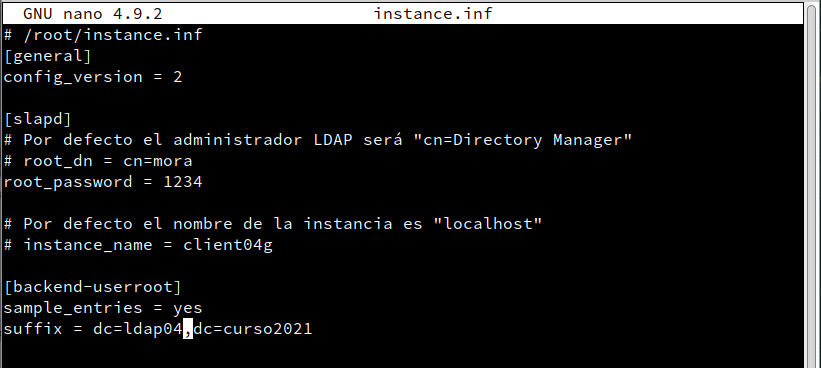 GNU nano 4.9.2 instance.inf
# /root/instance.inf
[general]
config_version = 2
[slapd]
# Por defecto el administrador LDAP será "cn=Directory Manager"
# root_dn = cn=mora
root_password = 1234
# Por defecto el nombre de la instancia es "localhost"
# instance_name = client04g
[backend-userroot]
sample_entries = yes
suffix = dc=ldap04,dc=curso2021